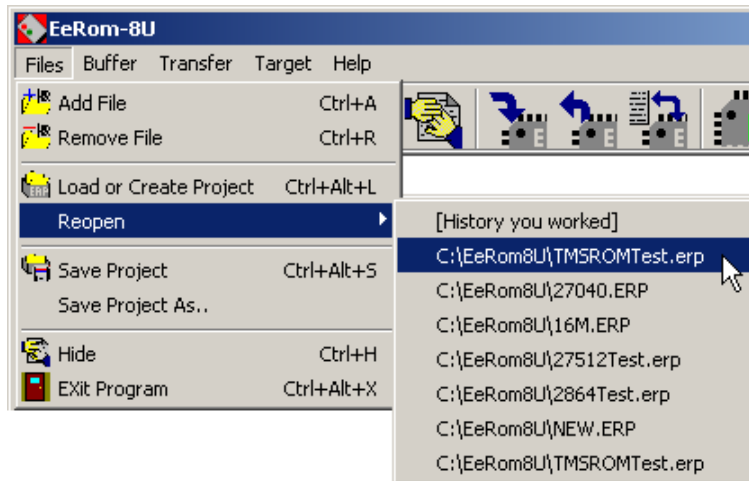 EeRom-8U
Files Buffer Transfer Target Help
Add File Ctrl+A
Remove File Ctrl+R
Load or Create Project Ctrl+Alt+L
Reopen
Save Project Ctrl+Alt+S
Save Project As..
Hide Ctrl+H
EXit Program Ctrl+Alt+X
[History you worked]
C:\EeRom8U\TMSROMTest.erp
C:\EeRom8U\27040.ERP
C:\EeRom8U\16M.ERP
C:\EeRom8U\27512Test.erp
C:\EeRom8U\2864Test.erp
C:\EeRom8U\NEW.ERP
C:\EeRom8U\TMSROMTest.erp